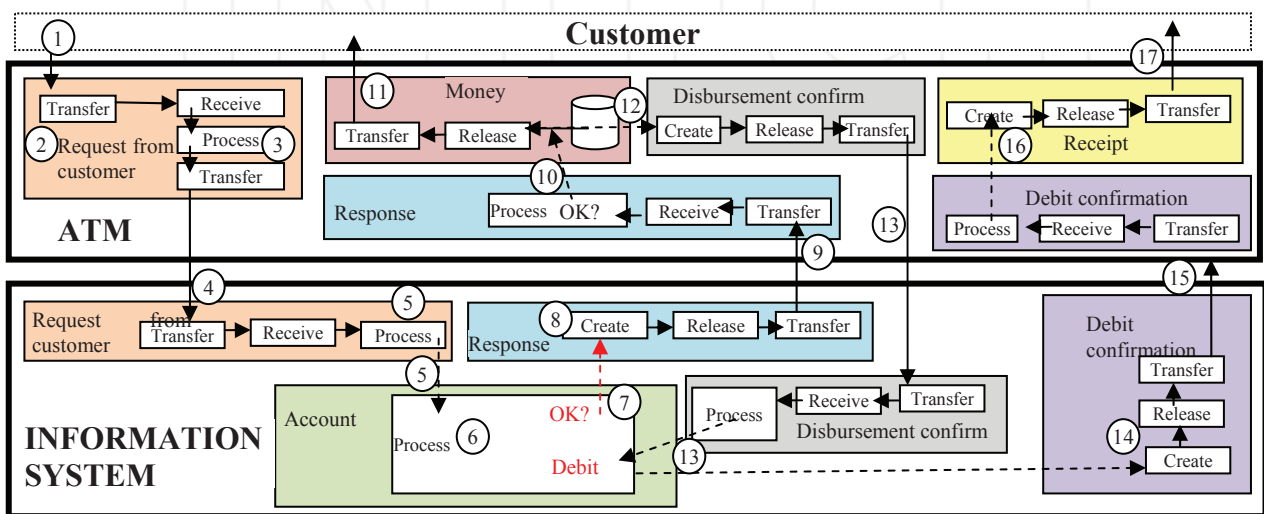 Customer
1
17
11
Money
12
Disbursement confirm
Transfer
Receive
Create
2
Process
3
Transfer
Release
Create
Release
Transfer
Release
Transfer
Request from
customer
Transfer
16
Receipt
10
Response
Process
OK?
Receive
Transfer
Debit confirmation
13
Process
Receive
Transfer
ATM
9
15
4
5
Request from
customer
Transfer
Receive
Process
8
Create
Release
Transfer
Response
Debit
confirmation
Transfer
5
7
Account
OK?
Process
Receive
Transfer
Release
Process
6
Disbursement confirm
14
INFORMATION
SYSTEM
Debit
13
Create